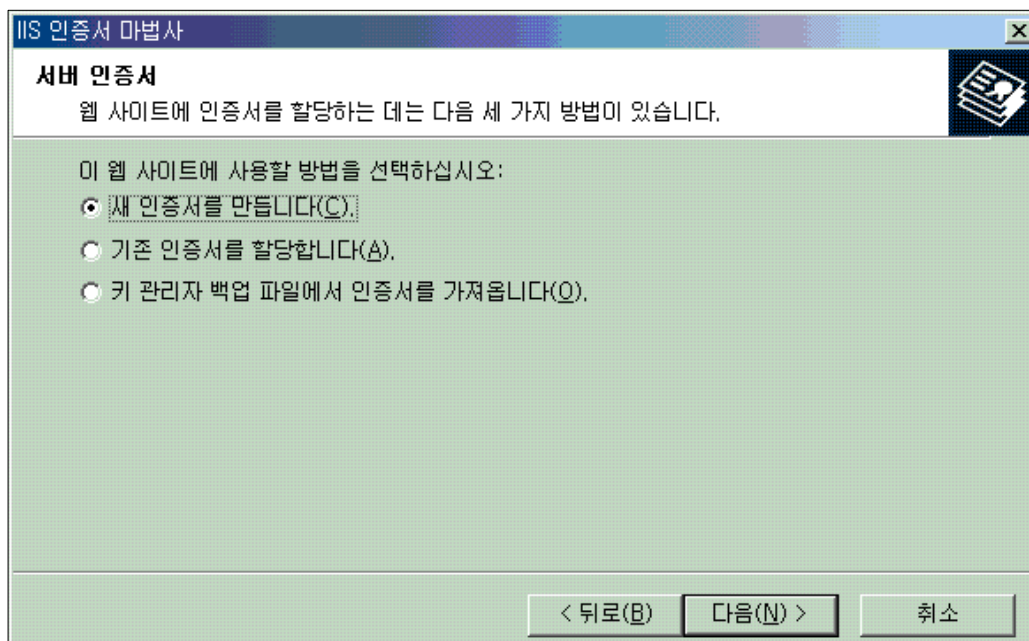 IIS 인증서 마법사
서버 인증서
웹 사이트에 인증서를 할당하는 데는 다음 세 가지 방법이 있습니다.
이 웹 사이트에 사용할 방법을 선택하십시오:
새 인증서를 만듭니다(C).
기존 인증서를 할당합니다(A).
키 관리자 백업 파일에서 인증서를 가져옵니다(O).
< 뒤로(B) 다음(N) > 취소